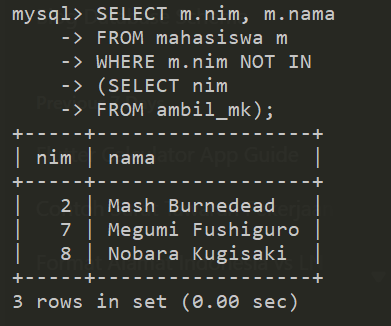 mysql> SELECT m.nim, m.nama
    -> FROM mahasiswa m
    -> WHERE m.nim NOT IN
    -> (SELECT nim
    -> FROM ambil_mk);
+-----+------------------+
| nim | nama             |
+-----+------------------+
|   2 | Mash Burnedead   |
|   7 | Megumi Fushiguro |
|   8 | Nobara Kugisaki  |
+-----+------------------+
3 rows in set (0.00 sec)